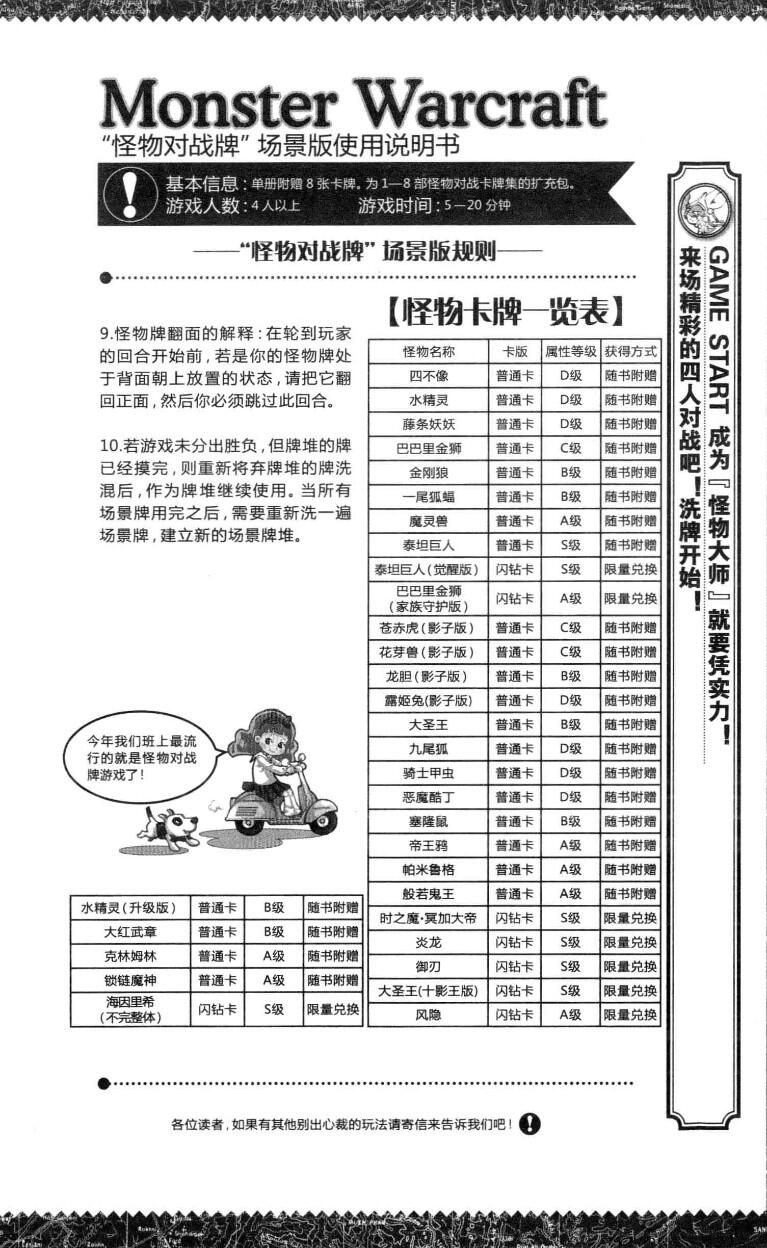 Monster Warcraft
“怪物对战牌”场景版使用说明书
基本信息：单册附赠 8 张卡牌。为 1—8 部怪物对战卡牌集的扩充包。
游戏人数：4 人以上 游戏时间：5—20 分钟
——“怪物对战牌”场景版规则——
9.怪物牌翻面的解释：在轮到玩家
的回合开始前，若是你的怪物牌处
于背面朝上放置的状态，请把它翻
回正面，然后你必须跳过此回合。
10.若游戏未分出胜负，但牌堆的牌
已经摸完，则重新将弃牌堆的牌洗
混后，作为牌堆继续使用。当所有
场景牌用完之后，需要重新洗一遍
场景牌，建立新的场景牌堆。
今年我们班上最流
行的就是怪物对战
牌游戏了！
【怪物卡牌一览表】
怪物名称 卡版 属性等级 获得方式
四不像 普通卡 D级 随书附赠
水精灵 普通卡 D级 随书附赠
藤条妖妖 普通卡 D级 随书附赠
巴巴里金狮 普通卡 C级 随书附赠
金刚狼 普通卡 B级 随书附赠
一尾狐蝠 普通卡 B级 随书附赠
魔灵兽 普通卡 A级 随书附赠
泰坦巨人 普通卡 S级 随书附赠
泰坦巨人（觉醒版） 闪钻卡 S级 限量兑换
巴巴里金狮
（家族守护版） 闪钻卡 A级 限量兑换
苍赤虎（影子版） 普通卡 C级 随书附赠
花芽兽（影子版） 普通卡 C级 随书附赠
龙胆（影子版） 普通卡 B级 随书附赠
露姬兔(影子版) 普通卡 D级 随书附赠
大圣王 普通卡 B级 随书附赠
九尾狐 普通卡 D级 随书附赠
骑士甲虫 普通卡 D级 随书附赠
恶魔酷丁 普通卡 D级 随书附赠
塞隆鼠 普通卡 B级 随书附赠
帝王鸦 普通卡 A级 随书附赠
帕米鲁格 普通卡 A级 随书附赠
般若鬼王 普通卡 A级 随书附赠
时之魔·冥加大帝 闪钻卡 S级 限量兑换
炎龙 闪钻卡 S级 限量兑换
御刃 闪钻卡 S级 限量兑换
大圣王(十影王版) 闪钻卡 S级 限量兑换
风隐 闪钻卡 A级 限量兑换
水精灵（升级版） 普通卡 B级 随书附赠
大红武章 普通卡 B级 随书附赠
克林姆林 普通卡 A级 随书附赠
锁链魔神 普通卡 A级 随书附赠
海因里希
（不完整体） 闪钻卡 S级 限量兑换
GAME START 成为『怪物大师』就要凭实力！
来场精彩的四人对战吧！洗牌开始！
各位读者，如果有其他别出心裁的玩法请寄信来告诉我们吧！